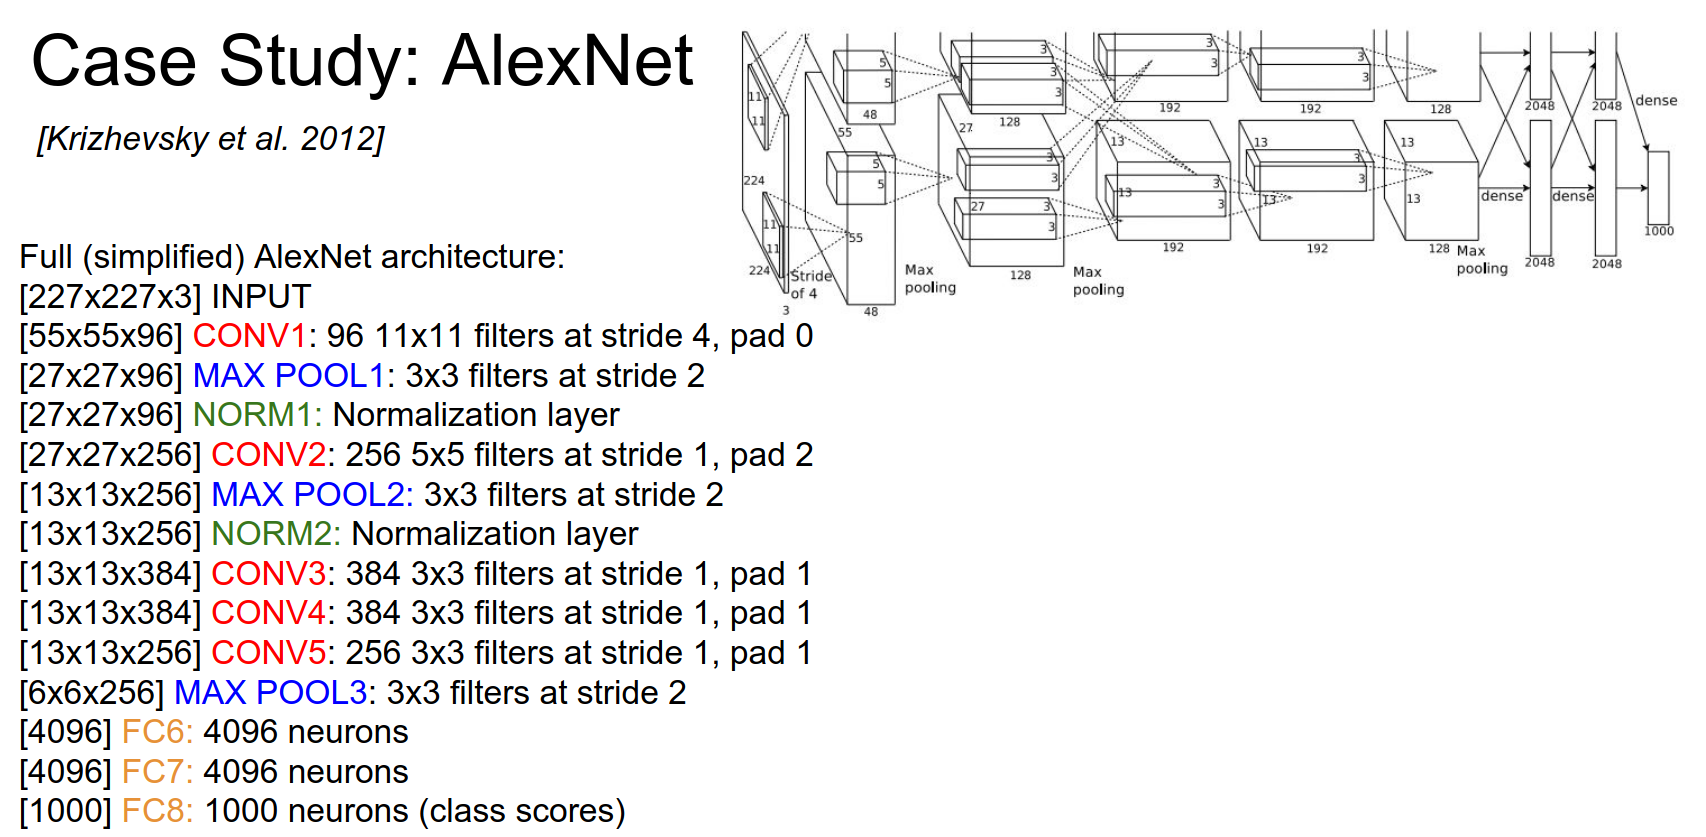 Case Study: AlexNet
[Krizhevsky et al. 2012]
Full (simplified) AlexNet architecture:
[227x227x3] INPUT
[55x55x96] CONV1: 96 11x11 filters at stride 4, pad 0
[27x27x96] MAX POOL1: 3x3 filters at stride 2
[27x27x96] NORM1: Normalization layer
[27x27x256] CONV2: 256 5x5 filters at stride 1, pad 2
[13x13x256] MAX POOL2: 3x3 filters at stride 2
[13x13x256] NORM2: Normalization layer
[13x13x384] CONV3: 384 3x3 filters at stride 1, pad 1
[13x13x384] CONV4: 384 3x3 filters at stride 1, pad 1
[13x13x256] CONV5: 256 3x3 filters at stride 1, pad 1
[6x6x256] MAX POOL3: 3x3 filters at stride 2
[4096] FC6: 4096 neurons
[4096] FC7: 4096 neurons
[1000] FC8: 1000 neurons (class scores)
11
11
224
11
11
224
3
Stride
of 4
5
5
48
55
5
5
55
48
Max
pooling
3
3
3
128
27
3
3
27
3
3
128
Max
pooling
3
3
192
13
3
13
3
192
3
3
192
13
3
3
13
192
128
13
13
128
Max
pooling
2048
2048
dense
dense
dense
2048
2048
1000